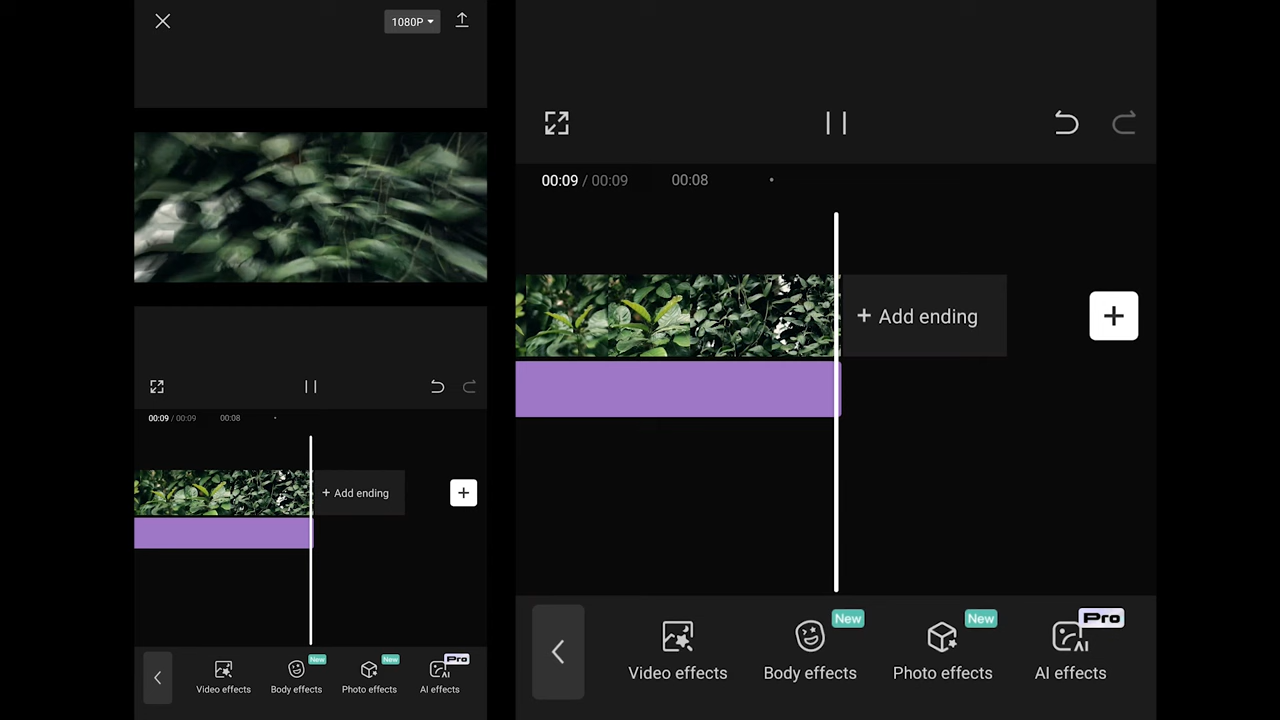 1080P
00:09 / 00:09 00:08
+ Add ending
Video effects
New
Body effects
New
Photo effects
Pro
AI effects
00:09 / 00:09 00:08
+ Add ending
Video effects
New
Body effects
New
Photo effects
Pro
AI effects